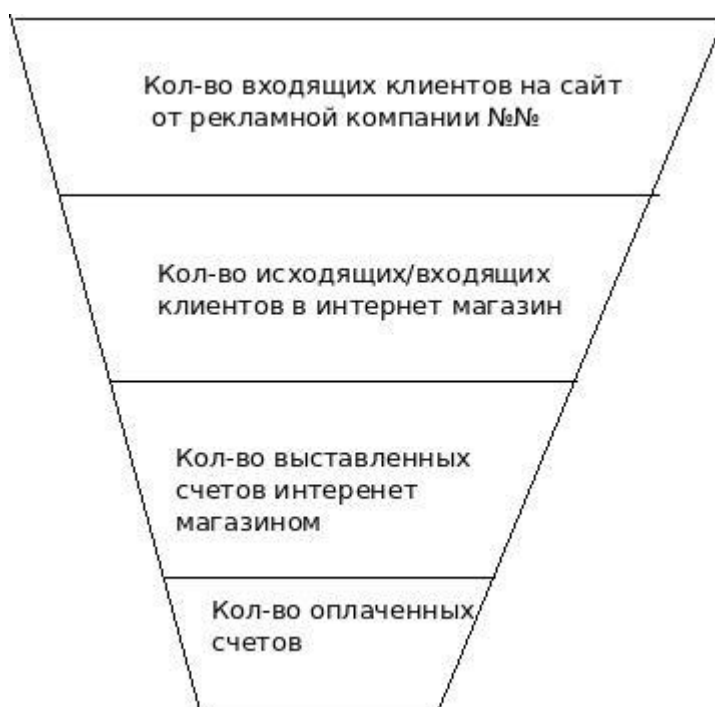 Кол-во входящих клиентов на сайт
от рекламной компании №№
Кол-во исходящих/входящих
клиентов в интернет магазин
Кол-во выставленных
счетов интеренет
магазином
Кол-во оплаченных
счетов